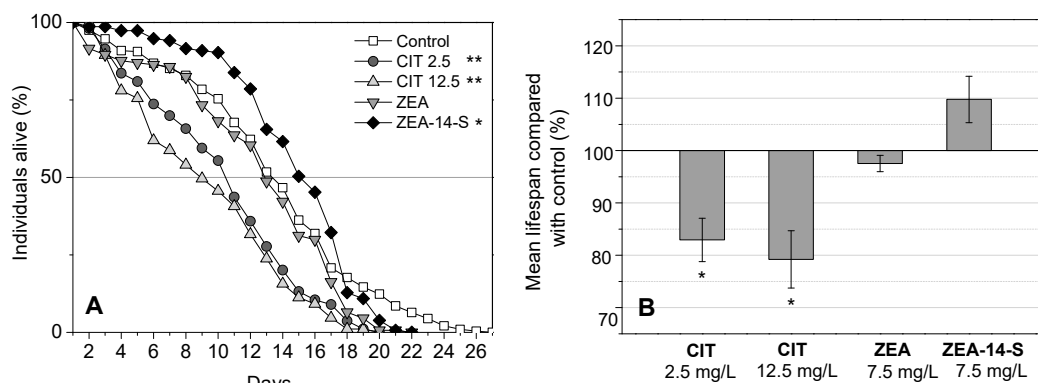 100
50
0
Individuals alive (%)
Control
CIT 2.5 **
CIT 12.5 **
ZEA
ZEA-14-S *
A
2 4 6 8 10 12 14 16 18 20 22 24 26
Days
Mean lifespan compared
with control (%)
120
110
100
90
80
70
*
*
B
CIT CIT ZEA ZEA-14-S
2.5 mg/L 12.5 mg/L 7.5 mg/L 7.5 mg/L